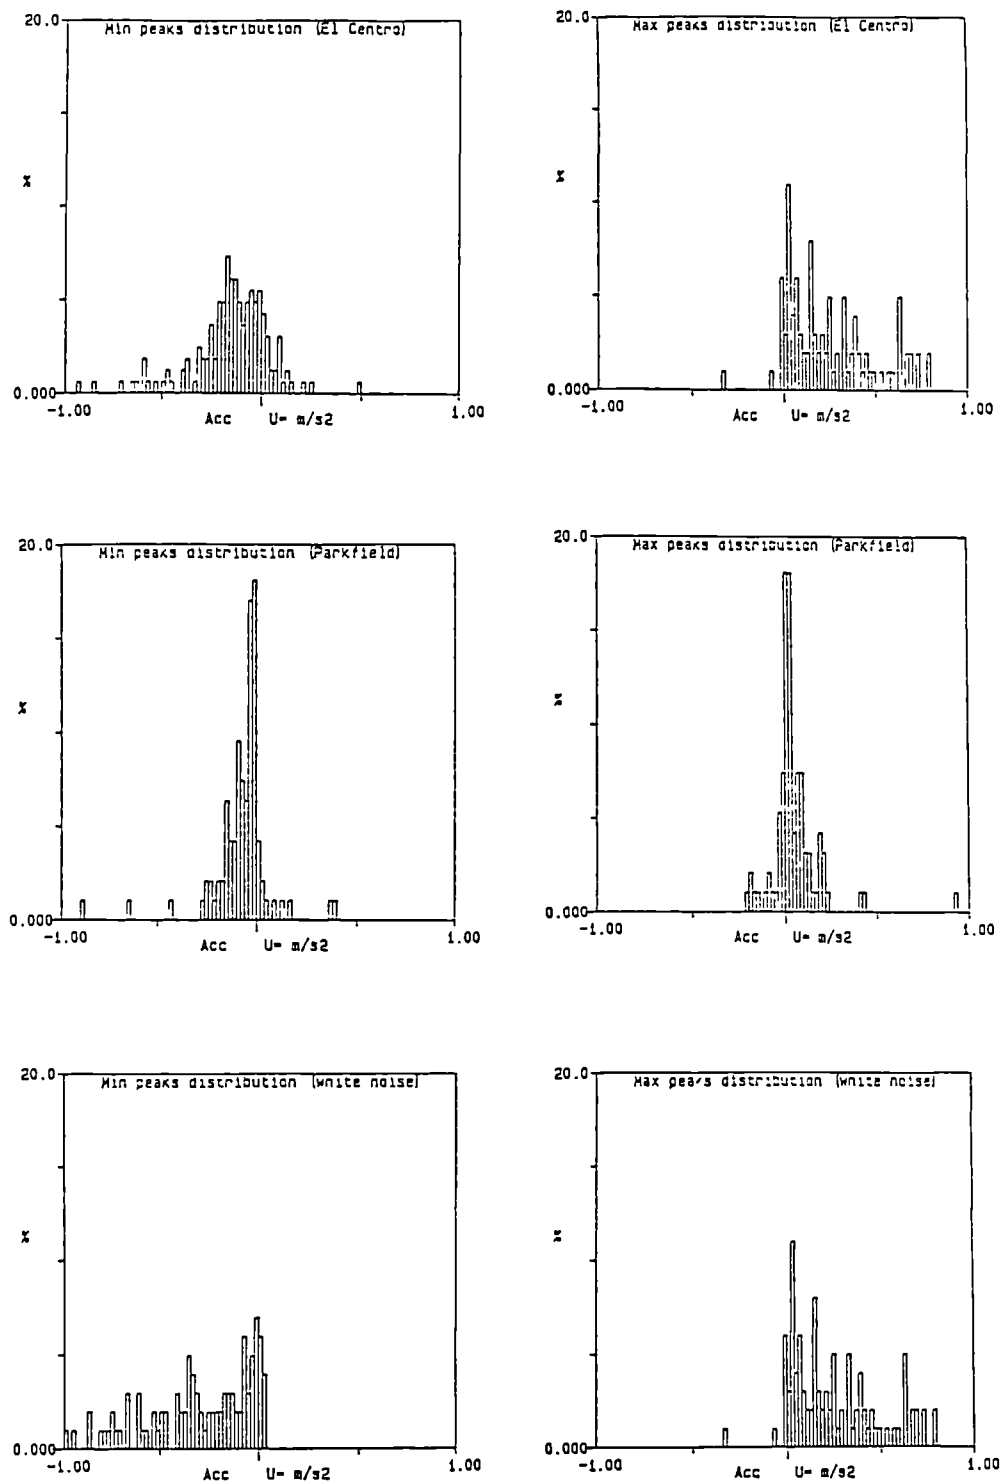 20.0
Min peaks distribution (El Centro)
%
0.000
-1.00
Acc U= m/s2
1.00
20.0
Max peaks distribution (El Centro)
%
0.000
-1.00
Acc U= m/s2
1.00
20.0
Min peaks distribution (Parkfield)
%
0.000
-1.00
Acc U= m/s2
1.00
20.0
Max peaks distribution (Parkfield)
%
0.000
-1.00
Acc U= m/s2
1.00
20.0
Min peaks distribution (white noise)
%
0.000
-1.00
Acc U= m/s2
1.00
20.0
Max peaks distribution (white noise)
%
0.000
-1.00
Acc U= m/s2
1.00